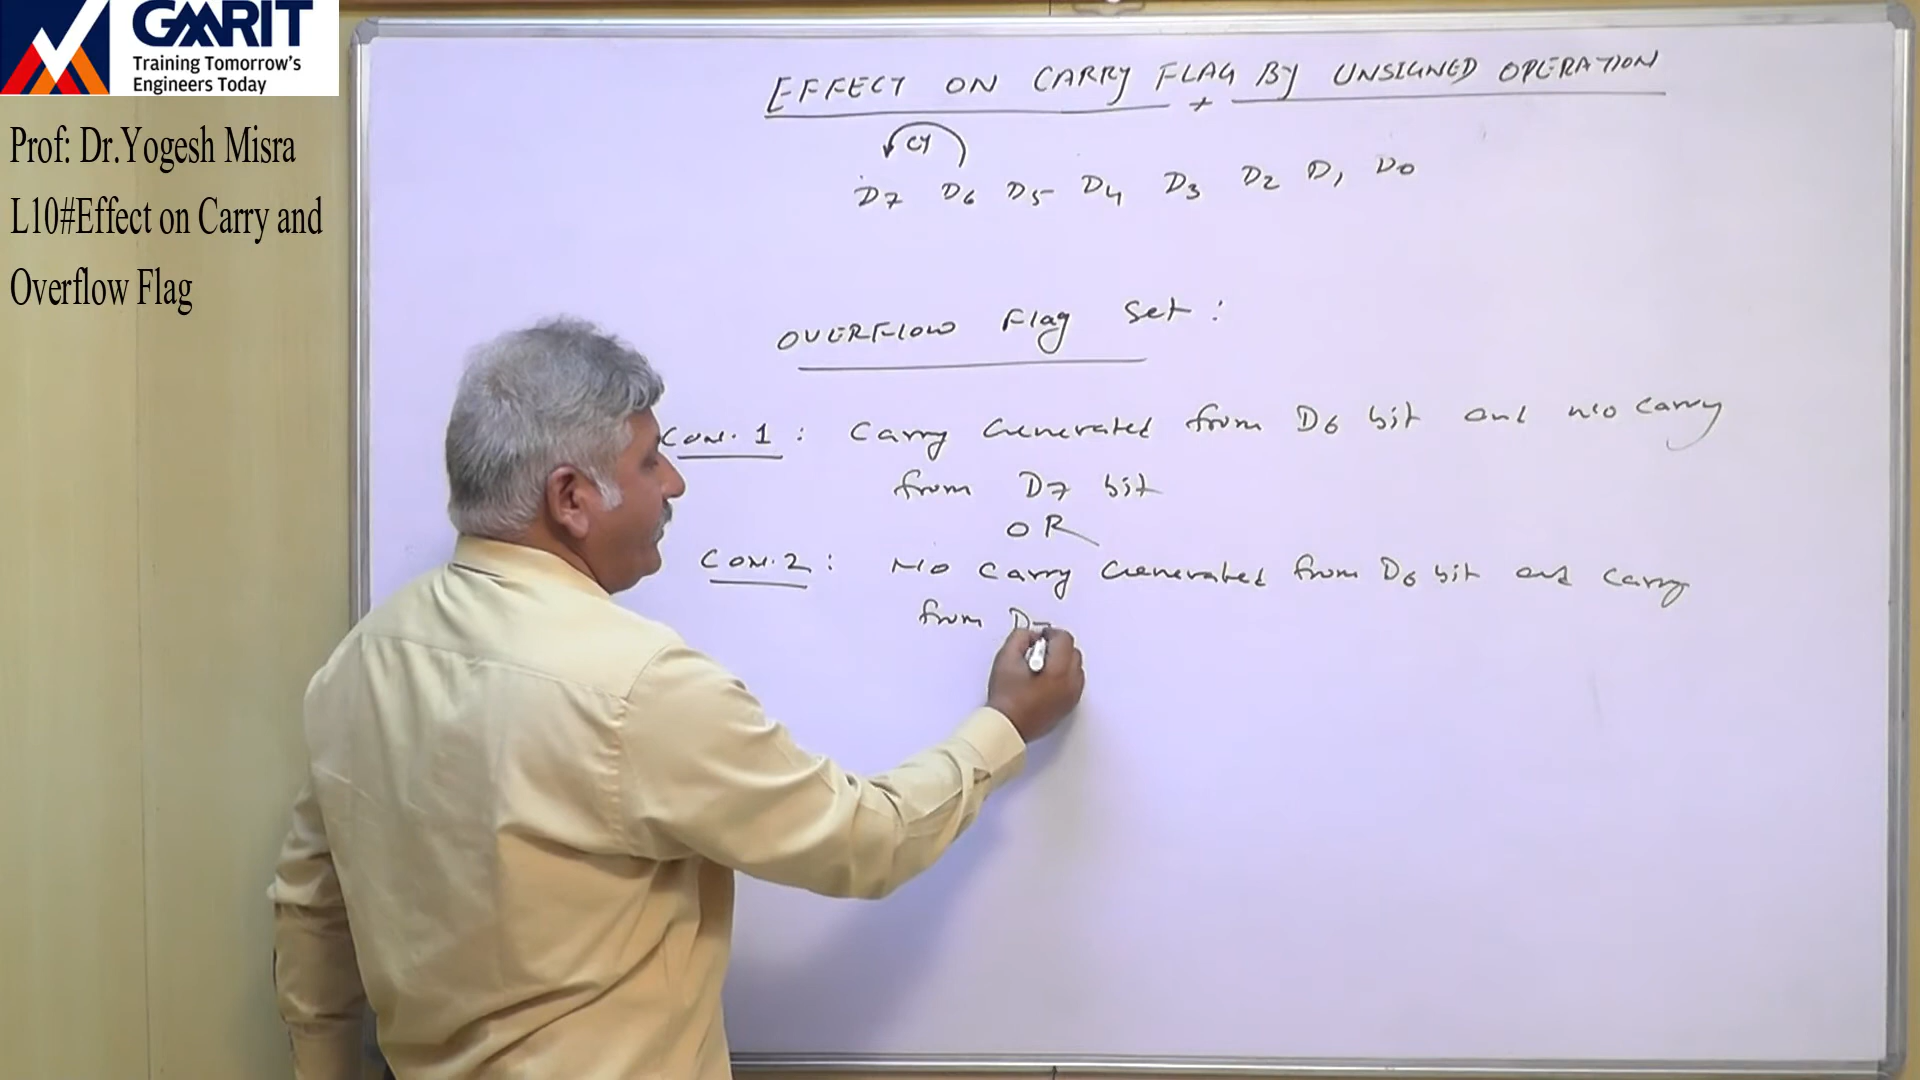 GMRIT
Training Tomorrow's
Engineers Today
Prof: Dr.Yogesh Misra
L10#Effect on Carry and
Overflow Flag
EFFECT ON CARRY FLAG BY UNSIGNED OPERATION
CY
D7 D6 D5 D4 D3 D2 D1 D0
OVERFLOW Flag Set :
CON. 1 : Carry Generated from D6 bit and no carry
from D7 bit
OR
CON. 2 : NO Carry Generated from D6 bit and carry
from D7